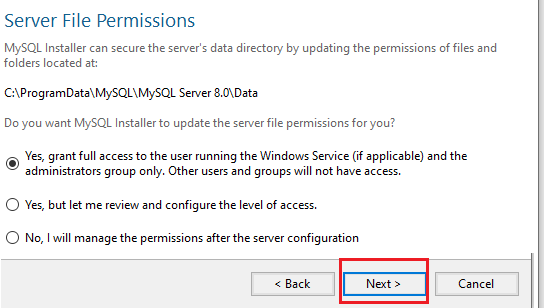 Server File Permissions
MySQL Installer can secure the server's data directory by updating the permissions of files and
folders located at:
C:\ProgramData\MySQL\MySQL Server 8.0\Data
Do you want MySQL Installer to update the server file permissions for you?
Yes, grant full access to the user running the Windows Service (if applicable) and the
administrators group only. Other users and groups will not have access.
Yes, but let me review and configure the level of access.
No, I will manage the permissions after the server configuration
< Back
Next >
Cancel